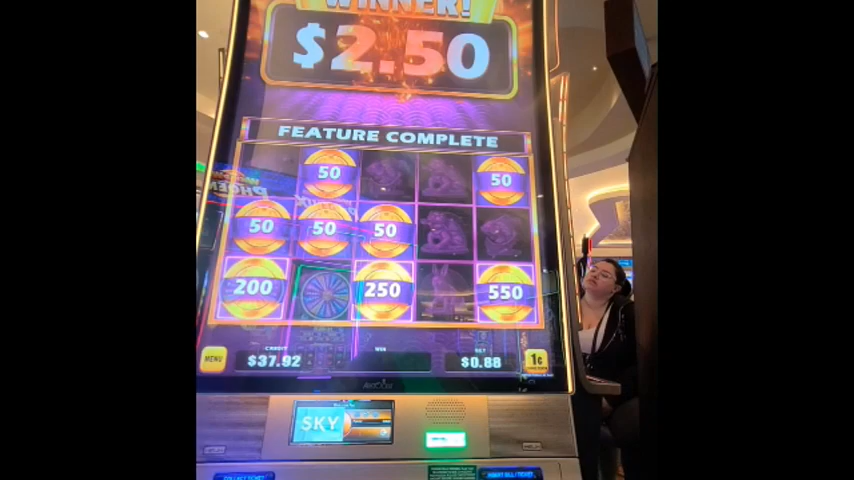 WINNER!
$2.50
FEATURE COMPLETE
50
50
50
50
50
200
250
550
CREDIT
WIN
BET
MENU
$37.92
$0.88
1¢
SKY